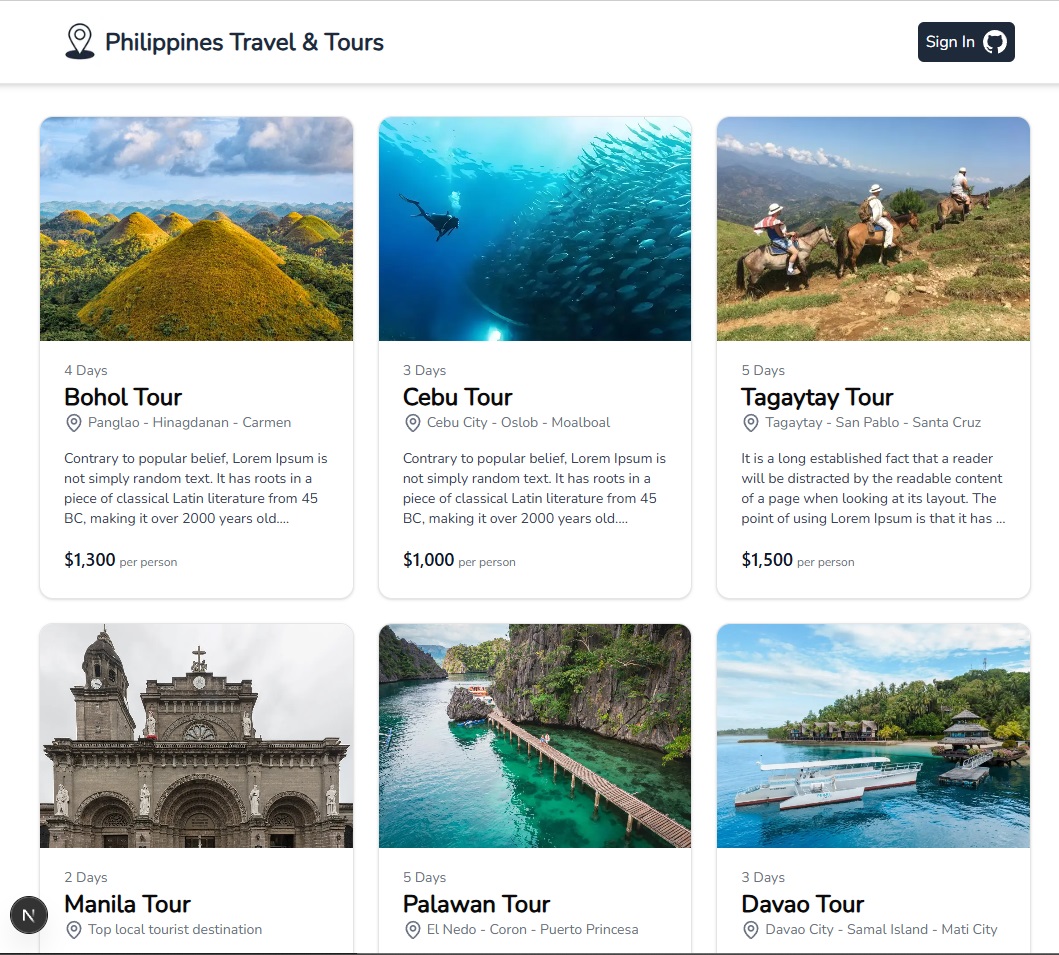 Philippines Travel & Tours
Sign In
4 Days
Bohol Tour
Panglao - Hinagdanan - Carmen
Contrary to popular belief, Lorem Ipsum is
not simply random text. It has roots in a
piece of classical Latin literature from 45
BC, making it over 2000 years old....
$1,300 per person
3 Days
Cebu Tour
Cebu City - Oslob - Moalboal
Contrary to popular belief, Lorem Ipsum is
not simply random text. It has roots in a
piece of classical Latin literature from 45
BC, making it over 2000 years old....
$1,000 per person
5 Days
Tagaytay Tour
Tagaytay - San Pablo - Santa Cruz
It is a long established fact that a reader
will be distracted by the readable content
of a page when looking at its layout. The
point of using Lorem Ipsum is that it has ...
$1,500 per person
2 Days
Manila Tour
Top local tourist destination
5 Days
Palawan Tour
El Nedo - Coron - Puerto Princesa
3 Days
Davao Tour
Davao City - Samal Island - Mati City
N